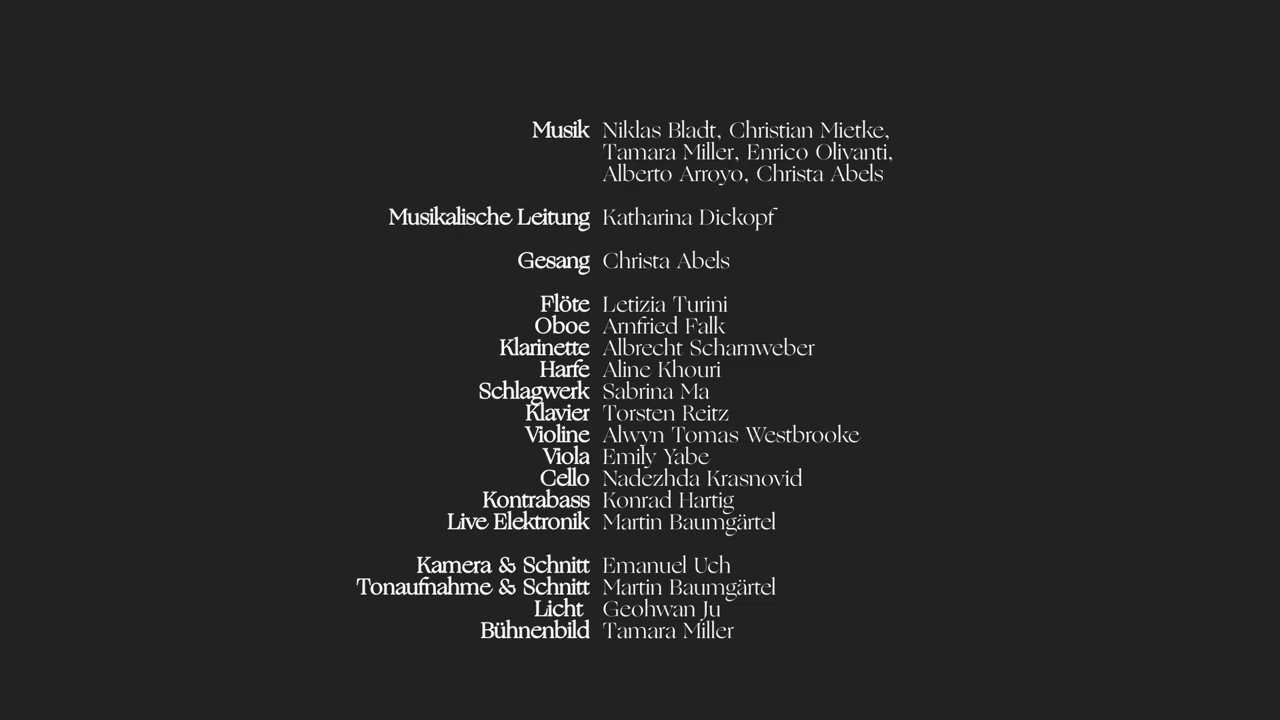 Musik Niklas Bladt, Christian Mietke,
Tamara Miller, Enrico Olivanti,
Alberto Arroyo, Christa Abels
Musikalische Leitung Katharina Dickopf
Gesang Christa Abels
Flöte Letizia Turini
Oboe Arnfried Falk
Klarinette Albrecht Scharnweber
Harfe Aline Khouri
Schlagwerk Sabrina Ma
Klavier Torsten Reitz
Violine Alwyn Tomas Westbrooke
Viola Emily Yabe
Cello Nadezhda Krasnovid
Kontrabass Konrad Hartig
Live Elektronik Martin Baumgärtel
Kamera & Schnitt Emanuel Uch
Tonaufnahme & Schnitt Martin Baumgärtel
Licht Geohwan Ju
Bühnenbild Tamara Miller